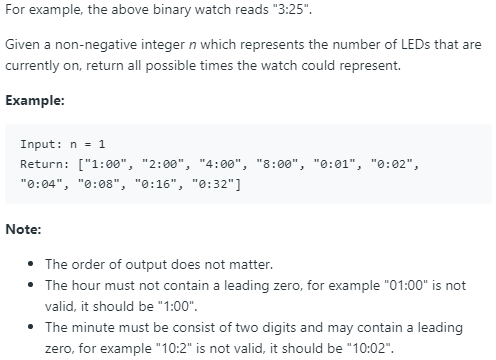 For example, the above binary watch reads "3:25".
Given a non-negative integer n which represents the number of LEDs that are
currently on, return all possible times the watch could represent.
Example:
Input: n = 1
Return: ["1:00", "2:00", "4:00", "8:00", "0:01", "0:02",
"0:04", "0:08", "0:16", "0:32"]
Note:
• The order of output does not matter.
• The hour must not contain a leading zero, for example "01:00" is not
valid, it should be "1:00".
• The minute must be consist of two digits and may contain a leading
zero, for example "10:2" is not valid, it should be "10:02".